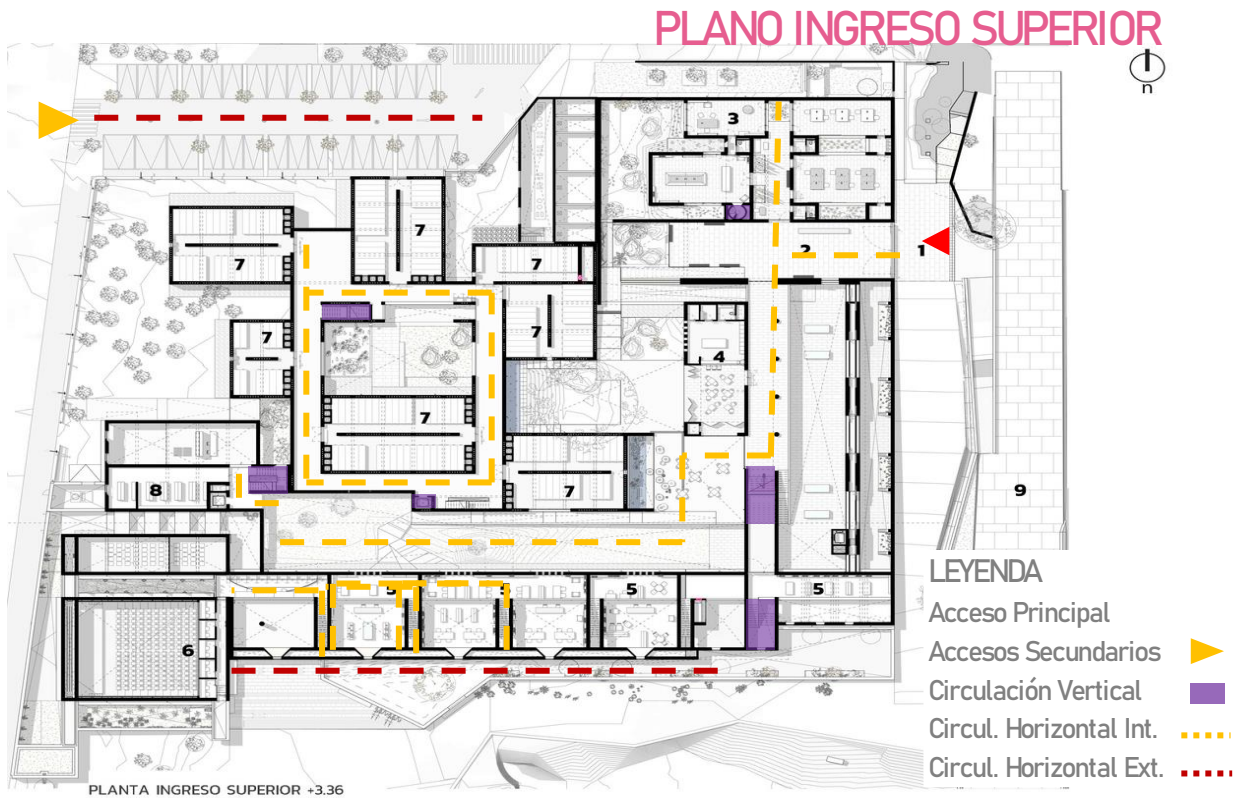 PLANO INGRESO SUPERIOR
n
3
7
7
7
2
1
7
7
4
7
7
8
9
5
5
5
5
6
LEYENDA
Acceso Principal
Accesos Secundarios
Circulación Vertical
Circul. Horizontal Int.
Circul. Horizontal Ext.
PLANTA INGRESO SUPERIOR +3.36